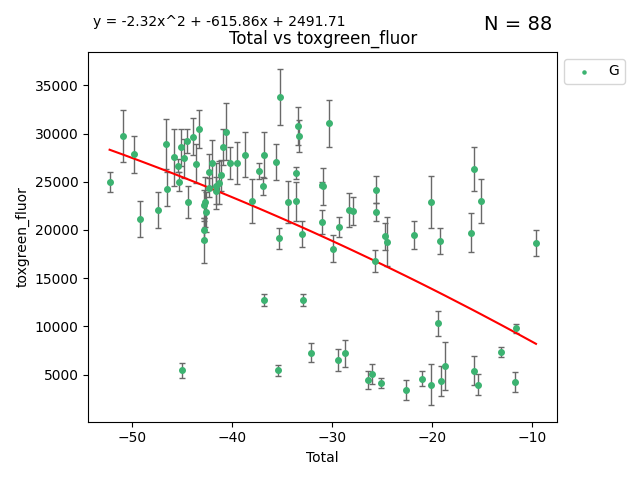 y = -2.32x^2 + -615.86x + 2491.71
N = 88
Total vs toxgreen_fluor
G
35000
30000
25000
20000
15000
10000
5000
toxgreen_fluor
−50 −40 −30 −20 −10
Total